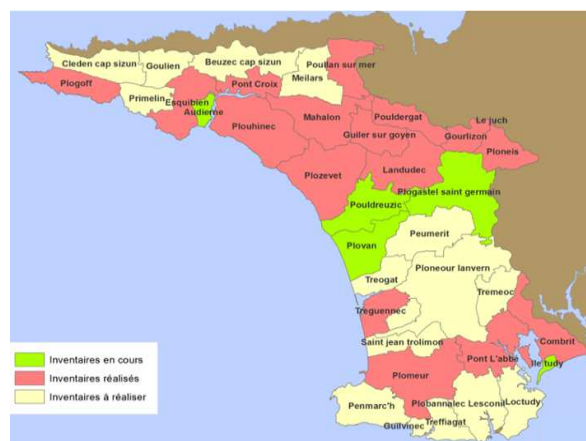 Cleden cap sizun
Goulien
Beuzec cap sizun
Poullan sur mer
Meilars
Plogoff
Pont Croix
Primelin
Esquibien
Audierne
Mahalon
Pouldergat
Le juch
Plouhinec
Guiler sur goyen
Gourlizon
Ploneis
Plozevet
Landudec
Plogastel saint germain
Pouldreuzic
Peumerit
Plovan
Ploneour lanvern
Treogat
Tremeoc
Treguennec
Saint jean trolimon
Combrit
Pont L'abbé
Ile tudy
Plomeur
Penmarc'h
Plobannalec
Lesconil
Loctudy
Treffiagat
Guilvinec
Inventaires en cours
Inventaires réalisés
Inventaires à réaliser